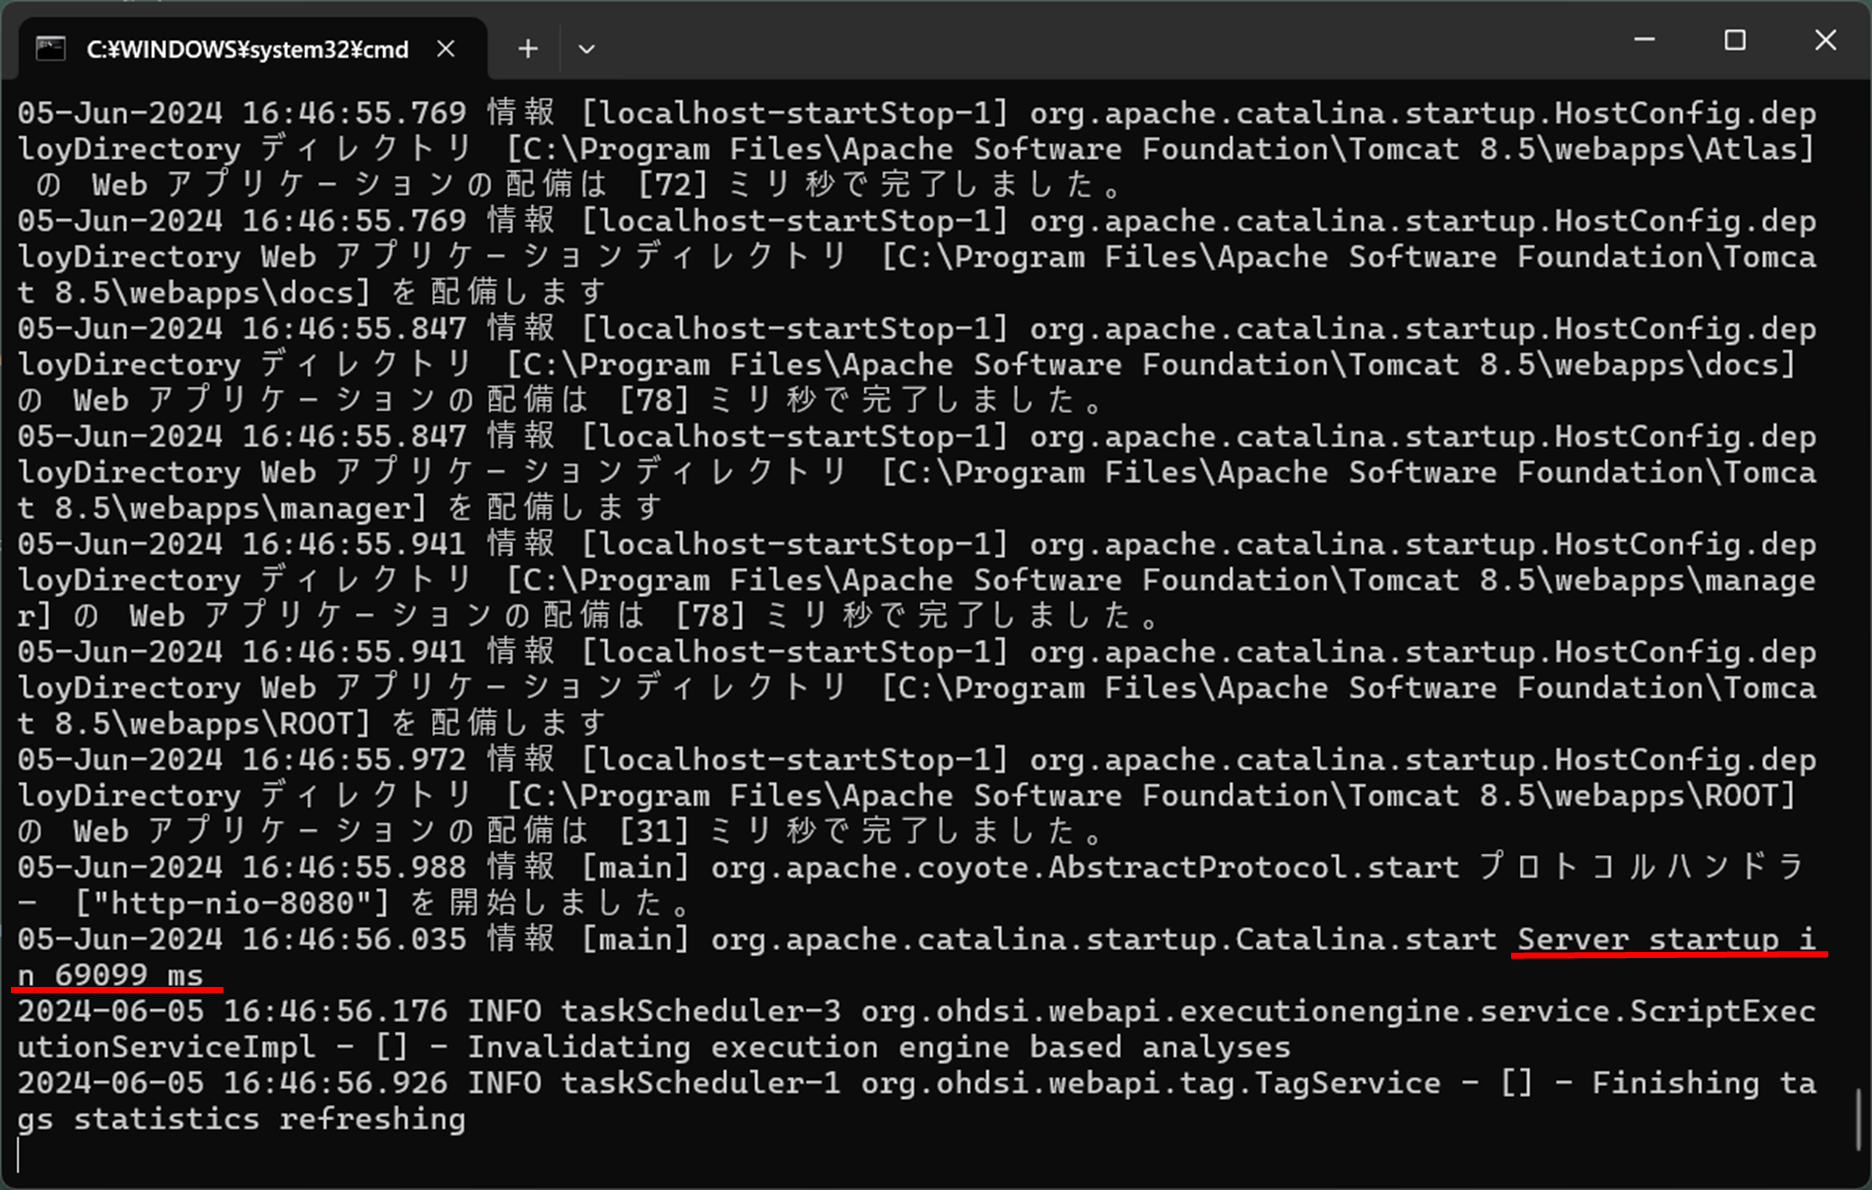 C:¥WINDOWS¥system32¥cmd
05-Jun-2024 16:46:55.769 情報 [localhost-startStop-1] org.apache.catalina.startup.HostConfig.dep
loyDirectory ディレクトリ [C:\Program Files\Apache Software Foundation\Tomcat 8.5\webapps\Atlas]
の Web アプリケーションの配備は [72] ミリ秒で完了しました。
05-Jun-2024 16:46:55.769 情報 [localhost-startStop-1] org.apache.catalina.startup.HostConfig.dep
loyDirectory Web アプリケーションディレクトリ [C:\Program Files\Apache Software Foundation\Tomca
t 8.5\webapps\docs] を配備します
05-Jun-2024 16:46:55.847 情報 [localhost-startStop-1] org.apache.catalina.startup.HostConfig.dep
loyDirectory ディレクトリ [C:\Program Files\Apache Software Foundation\Tomcat 8.5\webapps\docs]
の Web アプリケーションの配備は [78] ミリ秒で完了しました。
05-Jun-2024 16:46:55.847 情報 [localhost-startStop-1] org.apache.catalina.startup.HostConfig.dep
loyDirectory Web アプリケーションディレクトリ [C:\Program Files\Apache Software Foundation\Tomca
t 8.5\webapps\manager] を配備します
05-Jun-2024 16:46:55.941 情報 [localhost-startStop-1] org.apache.catalina.startup.HostConfig.dep
loyDirectory ディレクトリ [C:\Program Files\Apache Software Foundation\Tomcat 8.5\webapps\manage
r] の Web アプリケーションの配備は [78] ミリ秒で完了しました。
05-Jun-2024 16:46:55.941 情報 [localhost-startStop-1] org.apache.catalina.startup.HostConfig.dep
loyDirectory Web アプリケーションディレクトリ [C:\Program Files\Apache Software Foundation\Tomca
t 8.5\webapps\ROOT] を配備します
05-Jun-2024 16:46:55.972 情報 [localhost-startStop-1] org.apache.catalina.startup.HostConfig.dep
loyDirectory ディレクトリ [C:\Program Files\Apache Software Foundation\Tomcat 8.5\webapps\ROOT]
の Web アプリケーションの配備は [31] ミリ秒で完了しました。
05-Jun-2024 16:46:55.988 情報 [main] org.apache.coyote.AbstractProtocol.start プロトコルハンドラ
ー ["http-nio-8080"] を開始しました。
05-Jun-2024 16:46:56.035 情報 [main] org.apache.catalina.startup.Catalina.start Server startup i
n 69099 ms
2024-06-05 16:46:56.176 INFO taskScheduler-3 org.ohdsi.webapi.executionengine.service.ScriptExec
utionServiceImpl - [] - Invalidating execution engine based analyses
2024-06-05 16:46:56.926 INFO taskScheduler-1 org.ohdsi.webapi.tag.TagService - [] - Finishing ta
gs statistics refreshing